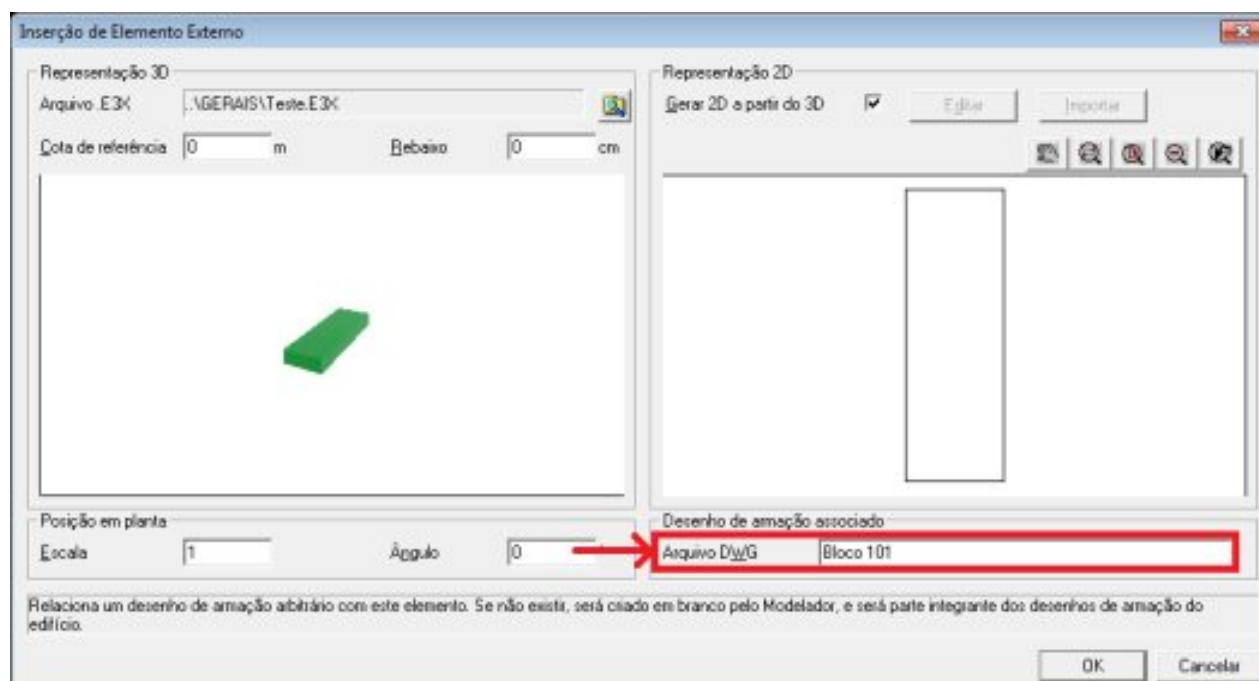 Inserção de Elemento Externo
Representação 3D
Arquivo .E3X ..\GERAIS\Teste.E3X
Cota de referência 0 m Rebaixo 0 cm
Representação 2D
Gerar 2D a partir do 3D Editar Importar
Posição em planta
Escala 1 Ângulo 0
Desenho de armação associado
Arquivo DWG Bloco 101
Relaciona um desenho de armação arbitrário com este elemento. Se não existir, será criado em branco pelo Modelador, e será parte integrante dos desenhos de armação do
edifício.
OK Cancelar